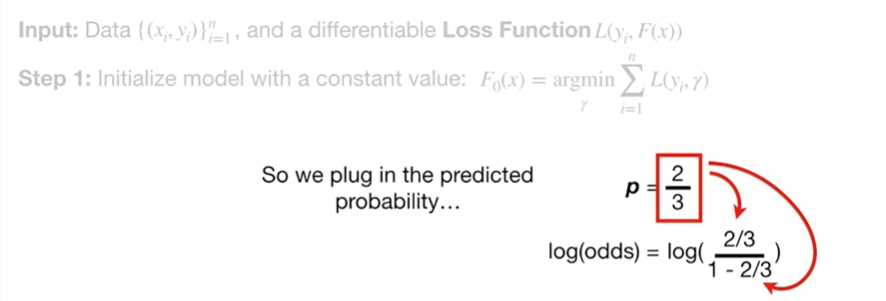 Input: Data {(xᵢ, yᵢ)}ⁿᵢ₌₁, and a differentiable Loss Function L(yᵢ, F(x))
Step 1: Initialize model with a constant value: F₀(x) = argmin_γ ∑ⁿᵢ₌₁ L(yᵢ, γ)
So we plug in the predicted
probability…
p = 2/3
log(odds) = log( (2/3)/(1 - 2/3) )